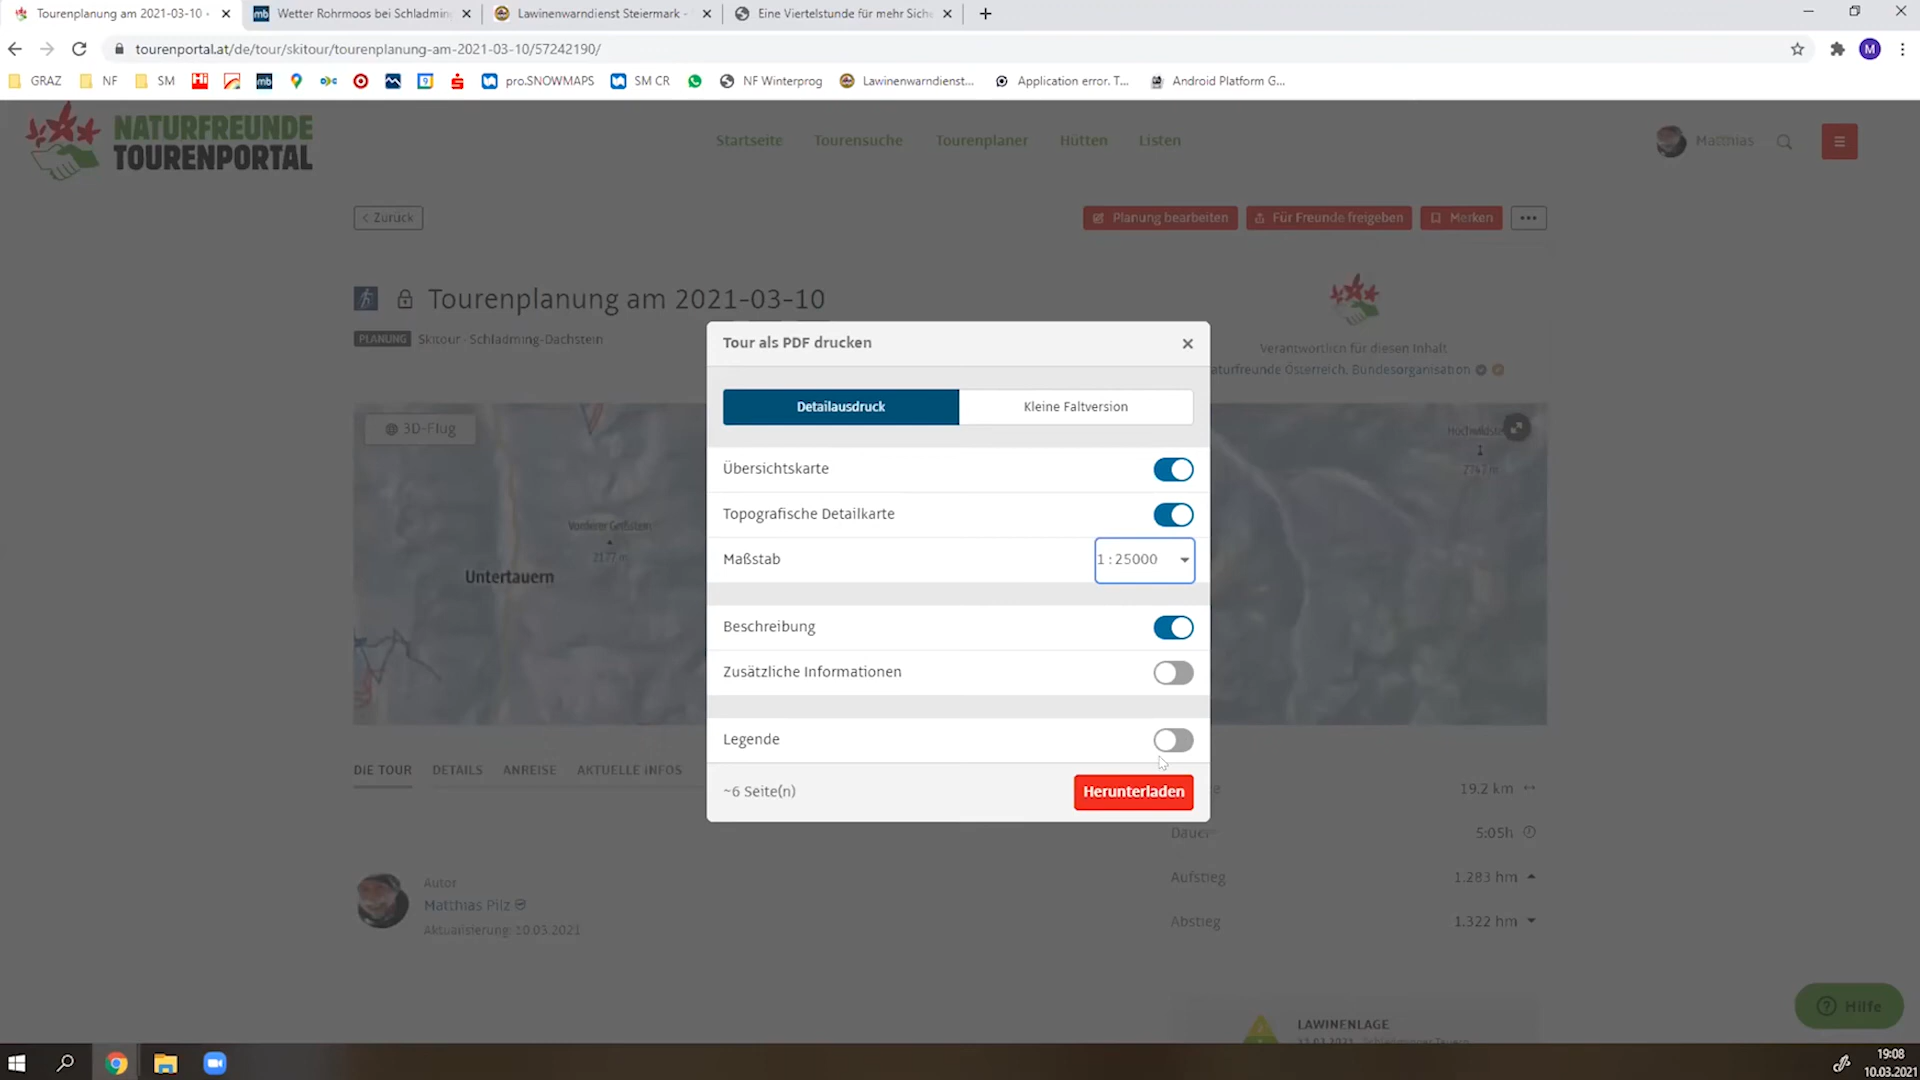 Tourenplanung am 2021-03-10 -
Wetter Rohrmoos bei Schladming
Lawinenwarndienst Steiermark -
Eine Viertelstunde für mehr Siche
tourenportal.at/de/tour/skitour/tourenplanung-am-2021-03-10/57242190/
M
GRAZ
NF
SM
mb
pro.SNOWMAPS
SM CR
NF Winterprog
Lawinenwarndienst...
Application error. T...
Android Platform G...
NATURFREUNDE
TOURENPORTAL
Startseite
Tourensuche
Tourenplaner
Hütten
Listen
Matthias
< Zurück
Planung bearbeiten
Für Freunde freigeben
Merken
Tourenplanung am 2021-03-10
PLANUNG
Skitour · Schladming-Dachstein
Verantwortlich für diesen Inhalt
aturfreunde Österreich, Bundesorganisation
3D-Flug
2177 m
Untertauern
2747 m
Tour als PDF drucken
Detailausdruck
Kleine Faltversion
Übersichtskarte
Topografische Detailkarte
Maßstab
1 : 25000
Beschreibung
Zusätzliche Informationen
Legende
~6 Seite(n)
Herunterladen
DIE TOUR
DETAILS
ANREISE
AKTUELLE INFOS
19.2 km
Dauer
5:05h
Aufstieg
1.283 hm
Abstieg
1.322 hm
Autor
Matthias Pilz
Aktualisierung: 10.03.2021
LAWINENLAGE
Hilfe
19:08
10.03.2021